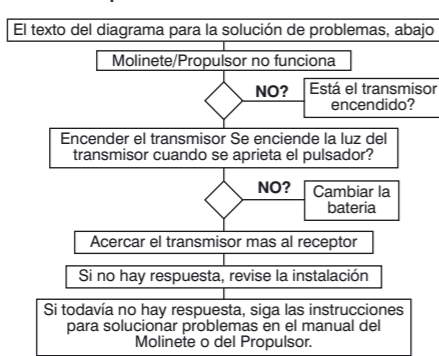 El texto del diagrama para la solución de problemas, abajo
Molinete/Propulsor no funciona
NO?
Está el transmisor
encendido?
Encender el transmisor Se enciende la luz del
transmisor cuando se aprieta el pulsador?
NO?
Cambiar la
bateria
Acercar el transmisor mas al receptor
Si no hay respuesta, revise la instalación
Si todavía no hay respuesta, siga las instrucciones
para solucionar problemas en el manual del
Molinete o del Propulsor.